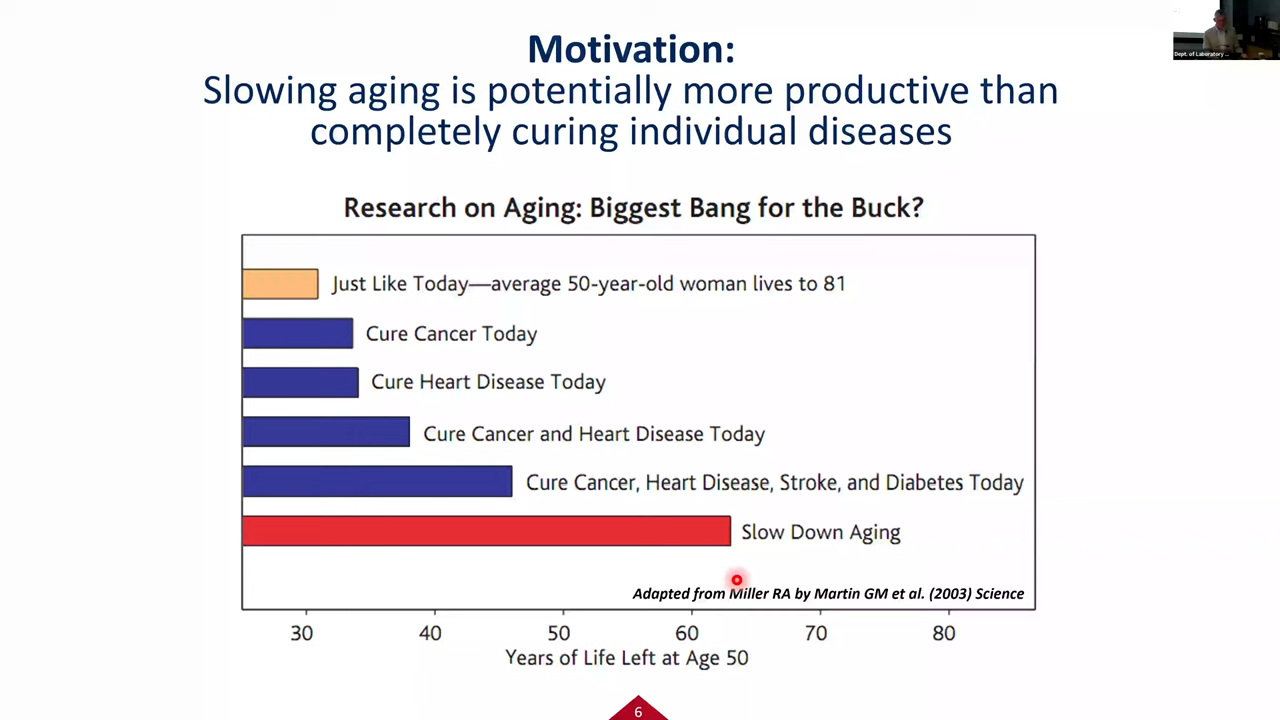 Motivation:
Slowing aging is potentially more productive than
completely curing individual diseases
Research on Aging: Biggest Bang for the Buck?
Just Like Today—average 50-year-old woman lives to 81
Cure Cancer Today
Cure Heart Disease Today
Cure Cancer and Heart Disease Today
Cure Cancer, Heart Disease, Stroke, and Diabetes Today
Slow Down Aging
Adapted from Miller RA by Martin GM et al. (2003) Science
30 40 50 60 70 80
Years of Life Left at Age 50
6
Dept. of Laboratory ...